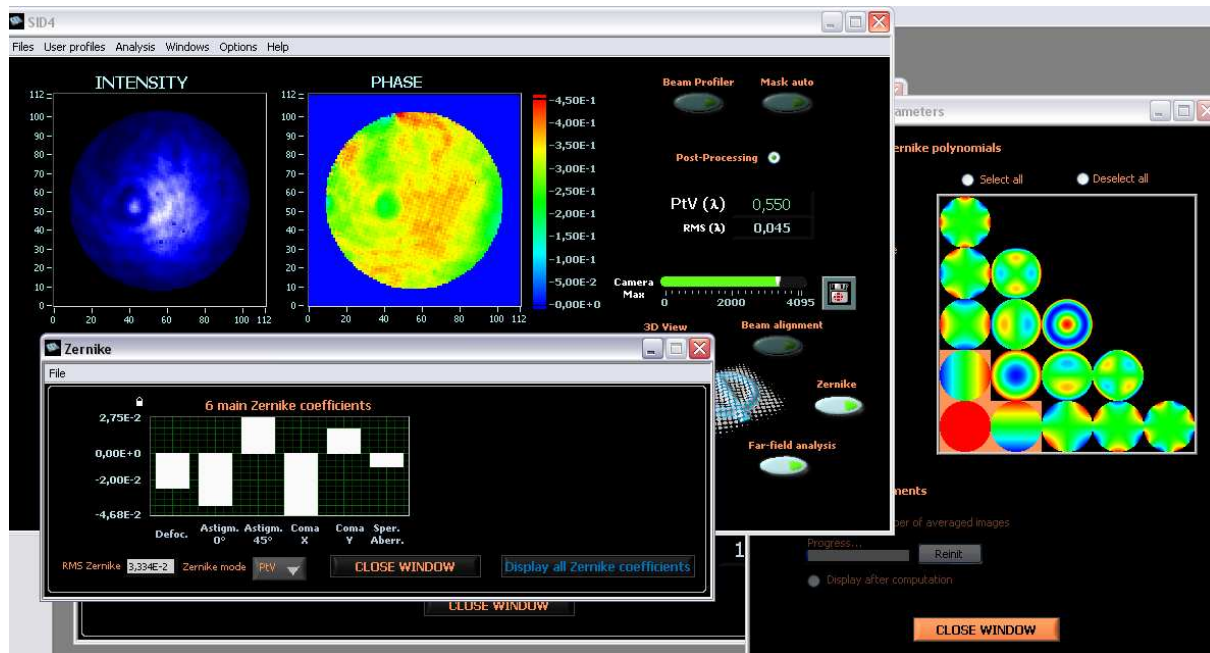 SID4
Files User profiles Analysis Windows Options Help
INTENSITY
112
100
90
80
70
60
50
40
30
20
10
0
0 20 40 60 80 100 112
PHASE
112
100
90
80
70
60
50
40
30
20
10
0
0 20 40 60 80 100 112
4,50E-1
4,00E-1
3,50E-1
3,00E-1
2,50E-1
2,00E-1
1,50E-1
1,00E-1
5,00E-2
0,00E+0
Beam Profiler Mask auto
Post-Processing
PtV (λ) 0,550
RMS (λ) 0,045
Camera Max
0 2000 4095
3D View Beam alignment
Zernike
Far-field analysis
Zernike
File
6 main Zernike coefficients
2,75E-2
0,00E+0
-2,00E-2
-4,68E-2
Defoc. Astigm. 0° Astigm. 45° Coma X Coma Y Sper. Aberr.
RMS Zernike 3,334E-2 Zernike mode PtV CLOSE WINDOW Display all Zernike coefficients
1
CLOSE WINDOW
ameters
ernike polynomials
Select all Deselect all
e
ments
ber of averaged images
Progress...
Reinit
Display after computation
CLOSE WINDOW